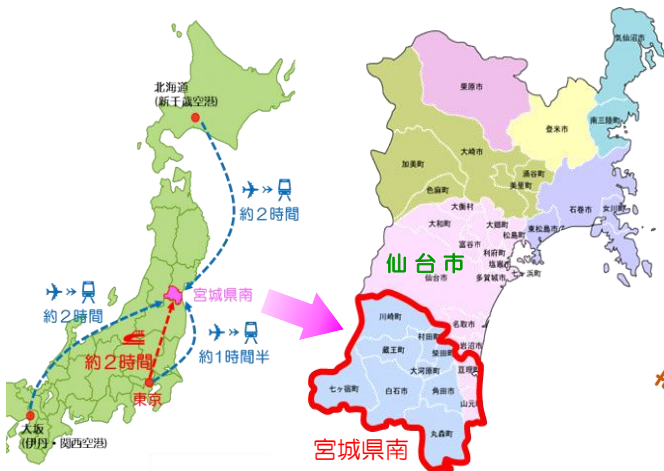 北海道
(新千歳空港)
約2時間
約2時間
宮城県南
約2時間
約1時間半
東京
大坂
(伊丹・関西空港)
気仙沼市
栗原市
南三陸町
登米市
大崎市
加美町
涌谷町
美里町
色麻町
石巻市
女川町
大衡村
大和町
大郷町
松島町
東松島市
富谷市
利府町
塩竈市
仙台市
七ヶ浜町
仙台市
多賀城市
川崎町
名取市
村田町
岩沼市
蔵王町
柴田町
大河原町
亘理町
七ヶ宿町
白石市
角田市
山元町
丸森町
宮城県南